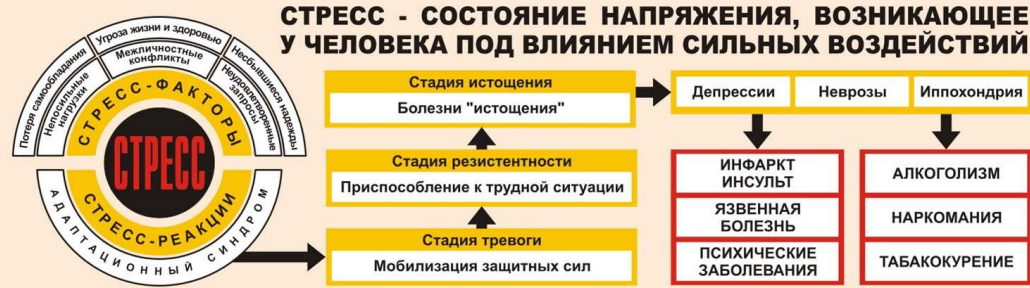 СТРЕСС - СОСТОЯНИЕ НАПРЯЖЕНИЯ, ВОЗНИКАЮЩЕЕ
У ЧЕЛОВЕКА ПОД ВЛИЯНИЕМ СИЛЬНЫХ ВОЗДЕЙСТВИЙ
Потеря самообладания
Угроза жизни и здоровью
Несбывшиеся надежды
Непосильные
нагрузки
Межличностные
конфликты
Неудовлетворенные
запросы
СТРЕСС-ФАКТОРЫ
СТРЕСС
СТРЕСС-РЕАКЦИИ
АДАПТАЦИОННЫЙ СИНДРОМ
Стадия истощения
Болезни "истощения"
Стадия резистентности
Приспособление к трудной ситуации
Стадия тревоги
Мобилизация защитных сил
Депрессии
Неврозы
Иппохондрия
ИНФАРКТ
ИНСУЛЬТ
ЯЗВЕННАЯ
БОЛЕЗНЬ
ПСИХИЧЕСКИЕ
ЗАБОЛЕВАНИЯ
АЛКОГОЛИЗМ
НАРКОМАНИЯ
ТАБАКОКУРЕНИЕ